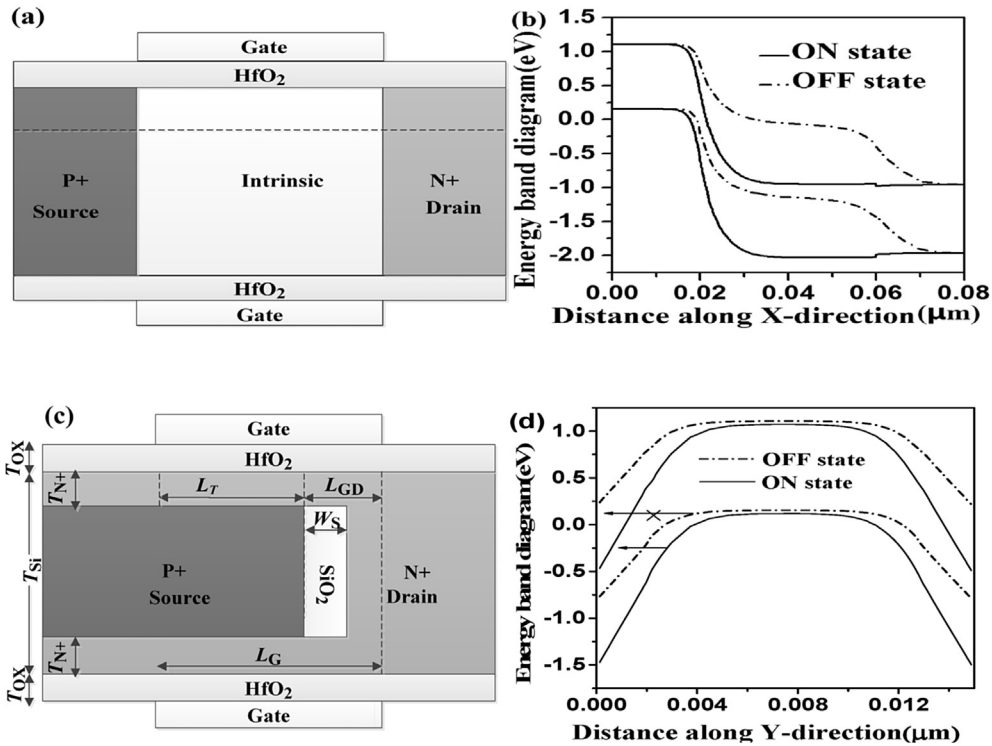 (a)
Gate
HfO2
P+
Source
Intrinsic
N+
Drain
HfO2
Gate
(b)
Energy band diagram(eV)
1.5
1.0
0.5
0.0
-0.5
-1.0
-1.5
-2.0
ON state
OFF state
0.00 0.02 0.04 0.06 0.08
Distance along X-direction(μm)
(c)
Gate
HfO2
TOX
TN+
TSi
TN+
TOX
LT
LGD
WS
SiO2
P+
Source
N+
Drain
LG
HfO2
Gate
(d)
Energy band diagram(eV)
1.0
0.5
0.0
-0.5
-1.0
-1.5
OFF state
ON state
0.000 0.004 0.008 0.012
Distance along Y-direction(μm)